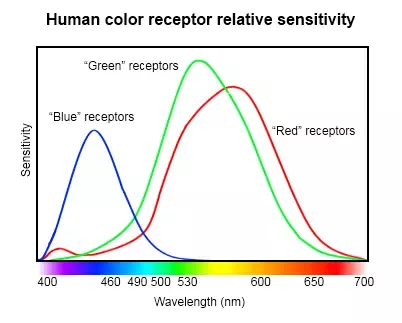 Human color receptor relative sensitivity
“Green” receptors
“Blue” receptors
“Red” receptors
Sensitivity
400 460 490 500 530 600 650 700
Wavelength (nm)